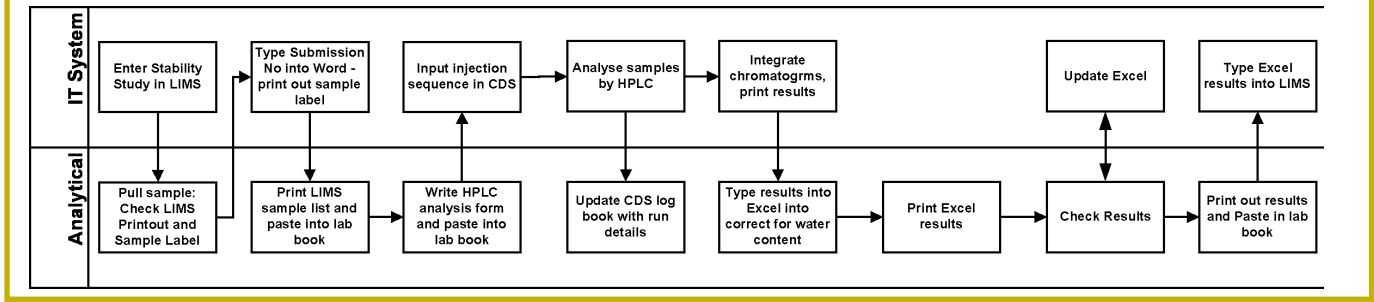 IT System
Enter Stability
Study in LIMS
Type Submission
No into Word -
print out sample
label
Input injection
sequence in CDS
Analyse samples
by HPLC
Integrate
chromatogrms,
print results
Update Excel
Type Excel
results into LIMS
Analytical
Pull sample:
Check LIMS
Printout and
Sample Label
Print LIMS
sample list and
paste into lab
book
Write HPLC
analysis form
and paste into
lab book
Update CDS log
book with run
details
Type results into
Excel into
correct for water
content
Print Excel
results
Check Results
Print out results
and Paste in lab
book